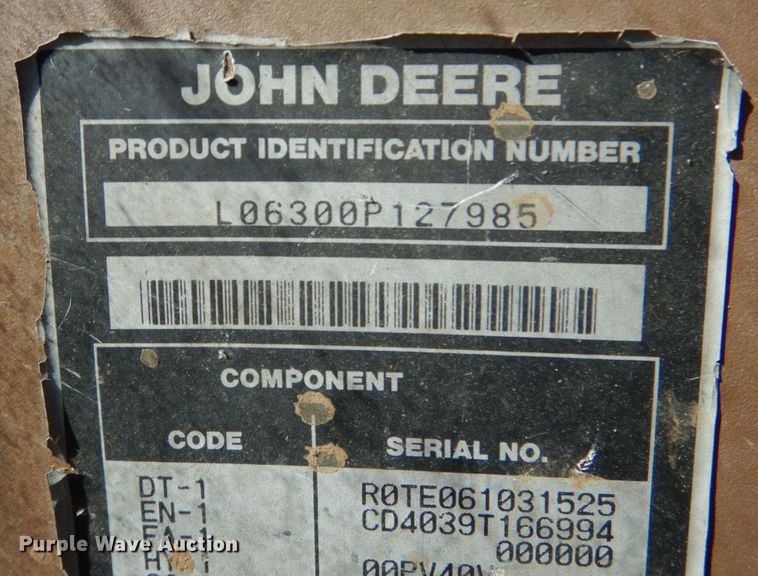 JOHN DEERE
PRODUCT IDENTIFICATION NUMBER
L06300P127985
COMPONENT
CODE SERIAL NO.
DT-1 R0TE061031525
EN-1 CD4039T166994
000000
Purple Wave Auction